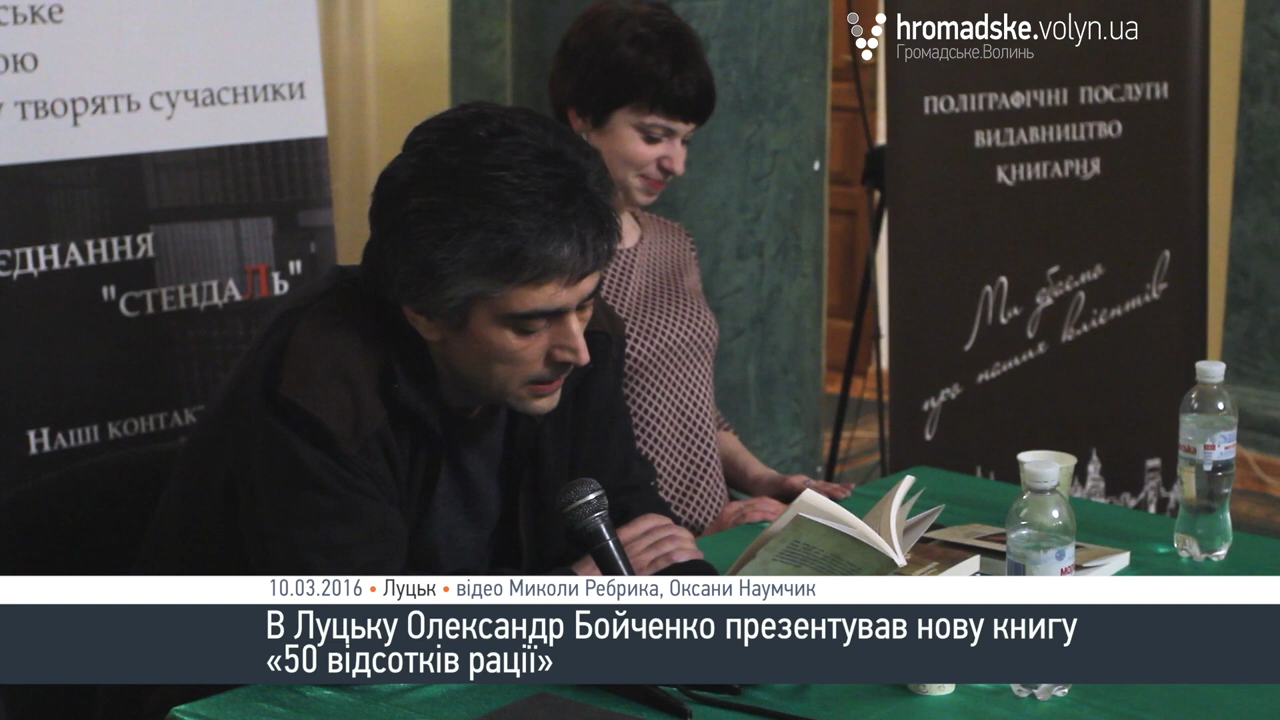 ське
ою
у творять сучасники
ЄДНАННЯ
"СТЕНДАЛЬ"
НАШІ КОНТАК
hromadske.volyn.ua
Громадське.Волинь
ПОЛІГРАФІЧНІ ПОСЛУГИ
ВИДАВНИЦТВО
КНИГАРНЯ
Ми дбаємо
про наших клієнтів
10.03.2016 • Луцьк • відео Миколи Ребрика, Оксани Наумчик
В Луцьку Олександр Бойченко презентував нову книгу
«50 відсотків рації»